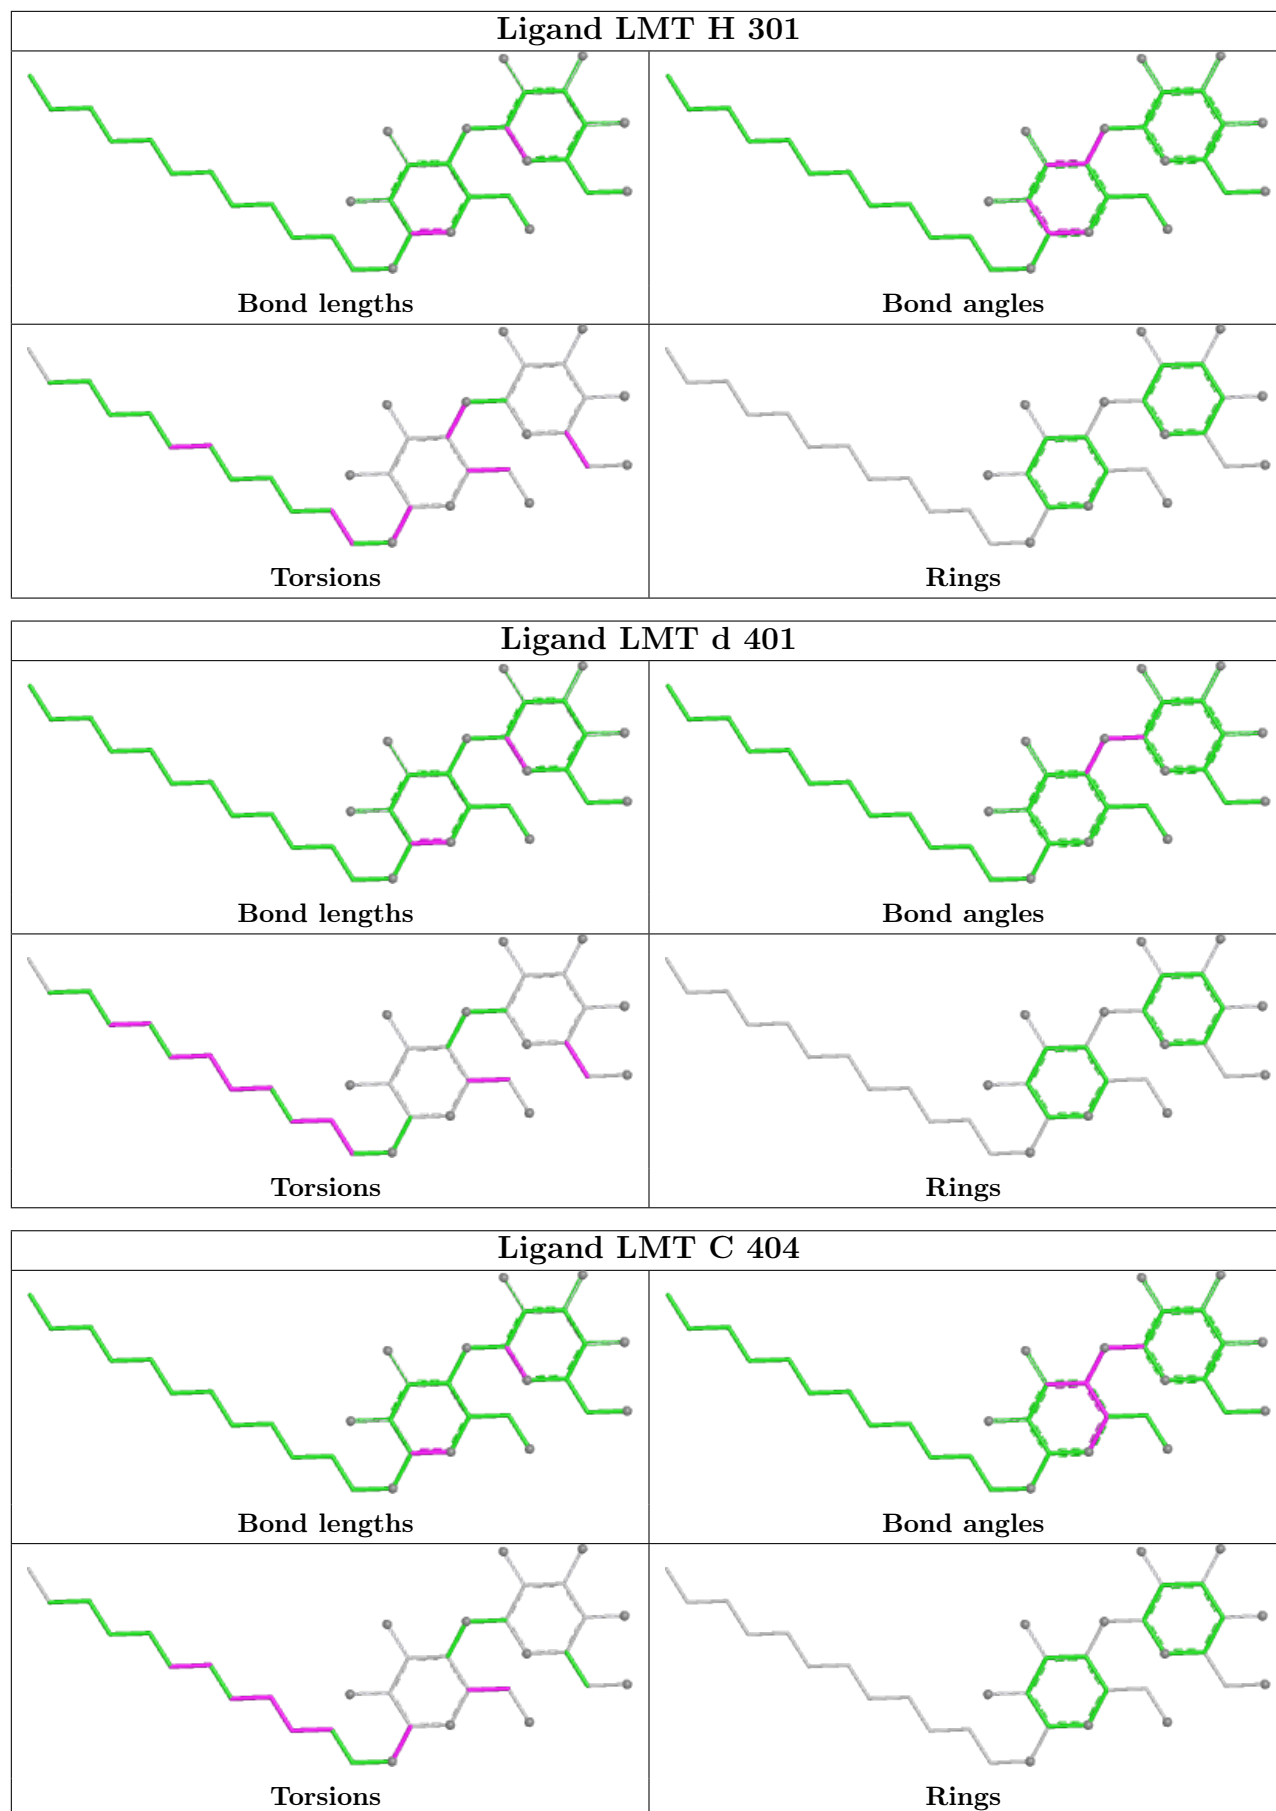 Ligand LMT H 301
Bond lengths
Bond angles
Torsions
Rings
Ligand LMT d 401
Bond lengths
Bond angles
Torsions
Rings
Ligand LMT C 404
Bond lengths
Bond angles
Torsions
Rings